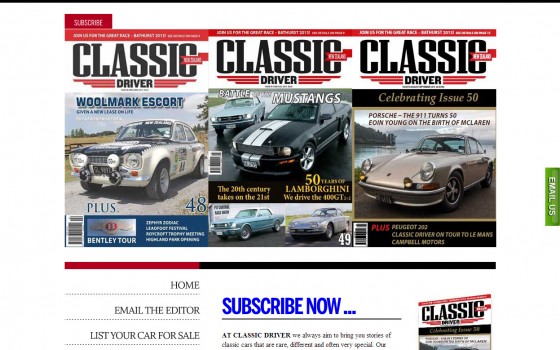 SUBSCRIBE
JOIN US FOR THE GREAT RACE - BATHURST 2013!
CLASSIC
NEW ZEALAND
DRIVER
WOOLMARK ESCORT
GIVEN A NEW LEASE ON LIFE
48
PLUS
BENTLEY TOUR
ZEPHYR ZODIAC
LEADFOOT FESTIVAL
ROYCROFT TROPHY MEETING
HIGHLAND PARK OPENING
JOIN US FOR THE GREAT RACE - BATHURST 2013!
CLASSIC
NEW ZEALAND
DRIVER
BATTLE
MUSTANGS
The 20th century
takes on the 21st
50 YEARS OF
LAMBORGHINI
We drive the 400GT
49
JOIN US FOR THE GREAT RACE - BATHURST 2013!
CLASSIC
NEW ZEALAND
DRIVER
Celebrating Issue 50
PORSCHE - THE 911 TURNS 50
EOIN YOUNG ON THE BIRTH OF MCLAREN
PLUS PEUGEOT 202
CLASSIC DRIVER ON TOUR TO LE MANS
CAMPBELL MOTORS
EMAIL US
HOME
EMAIL THE EDITOR
LIST YOUR CAR FOR SALE
SUBSCRIBE NOW ...
AT CLASSIC DRIVER we always aim to bring you stories of
classic cars that are rare, different and often very special. Our
CLASSIC
DRIVER
Celebrating Issue 50